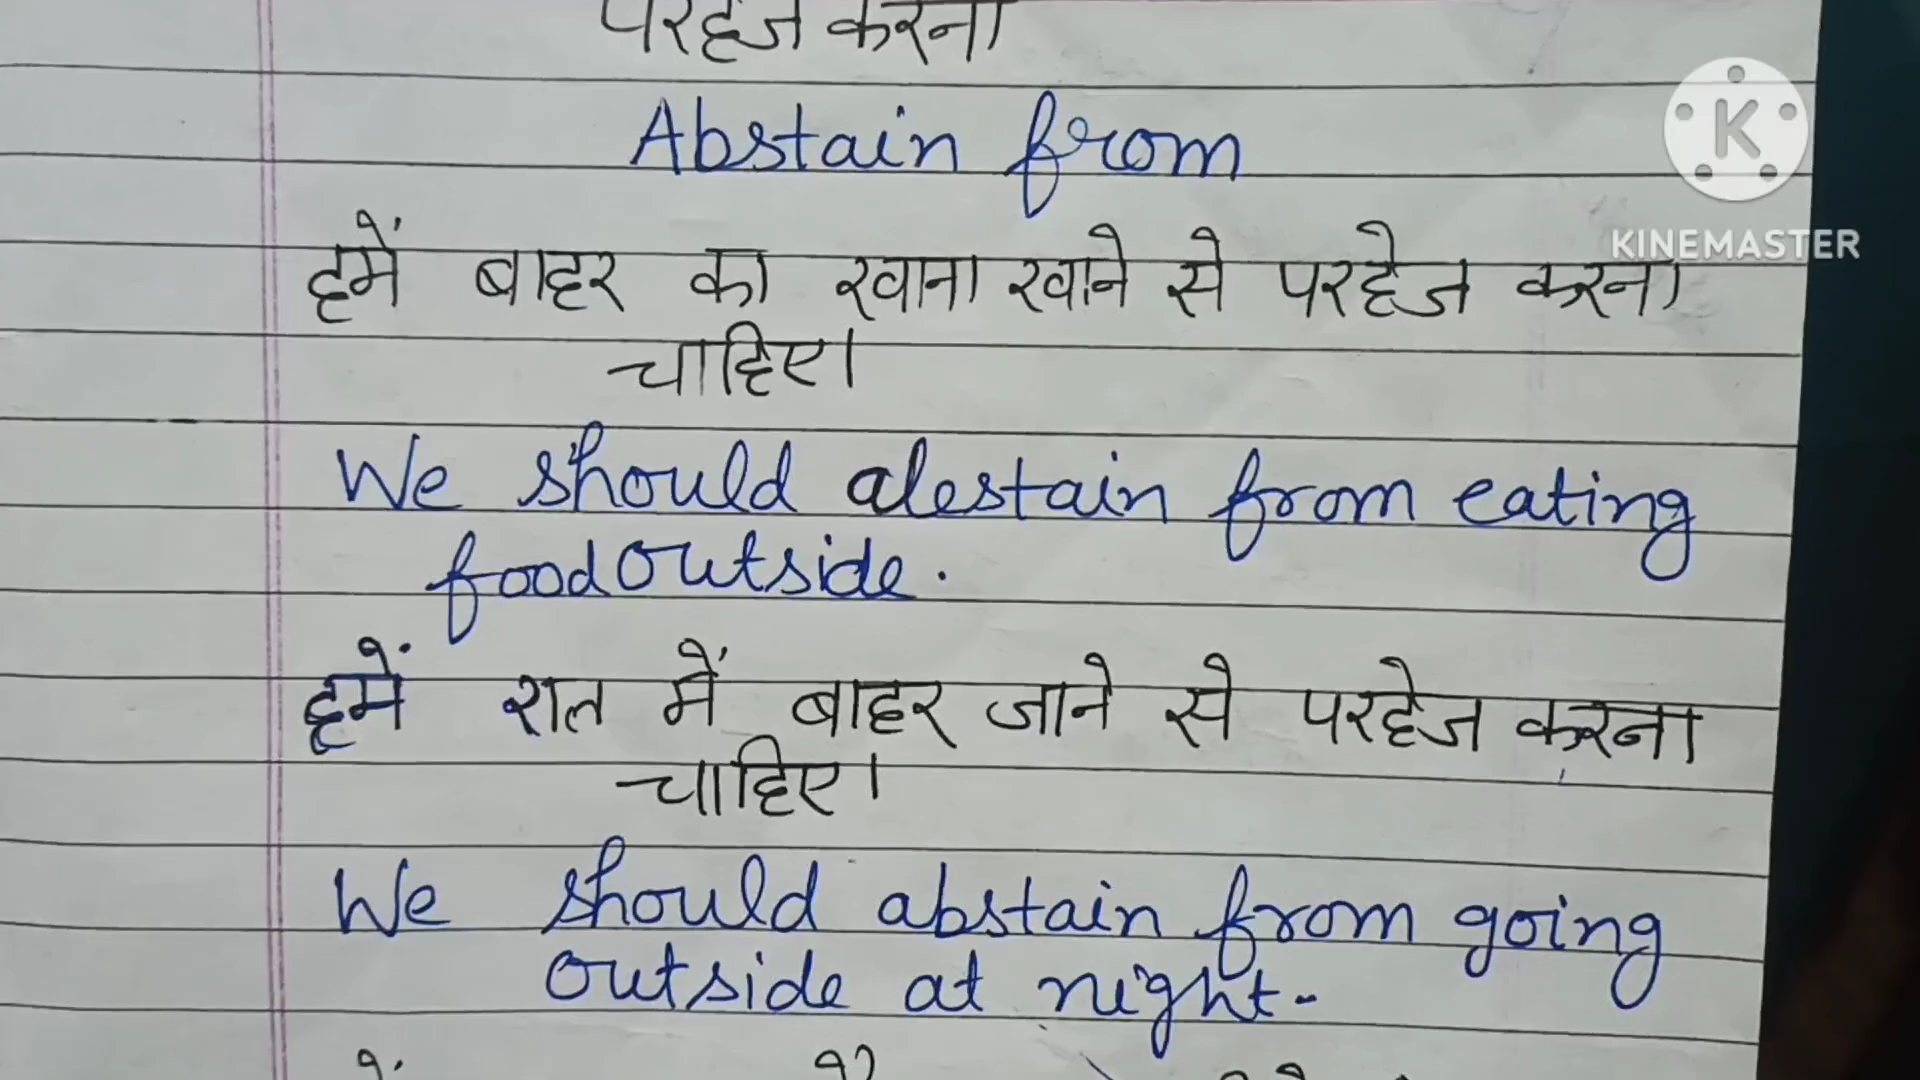 परहेज करना
Abstain from
K
KINEMASTER
हमें बाहर का खाना खाने से परहेज करना
चाहिए।
We should alestain from eating
food outside.
हमें रात में बाहर जाने से परहेज करना
चाहिए।
We should abstain from going
outside at night.